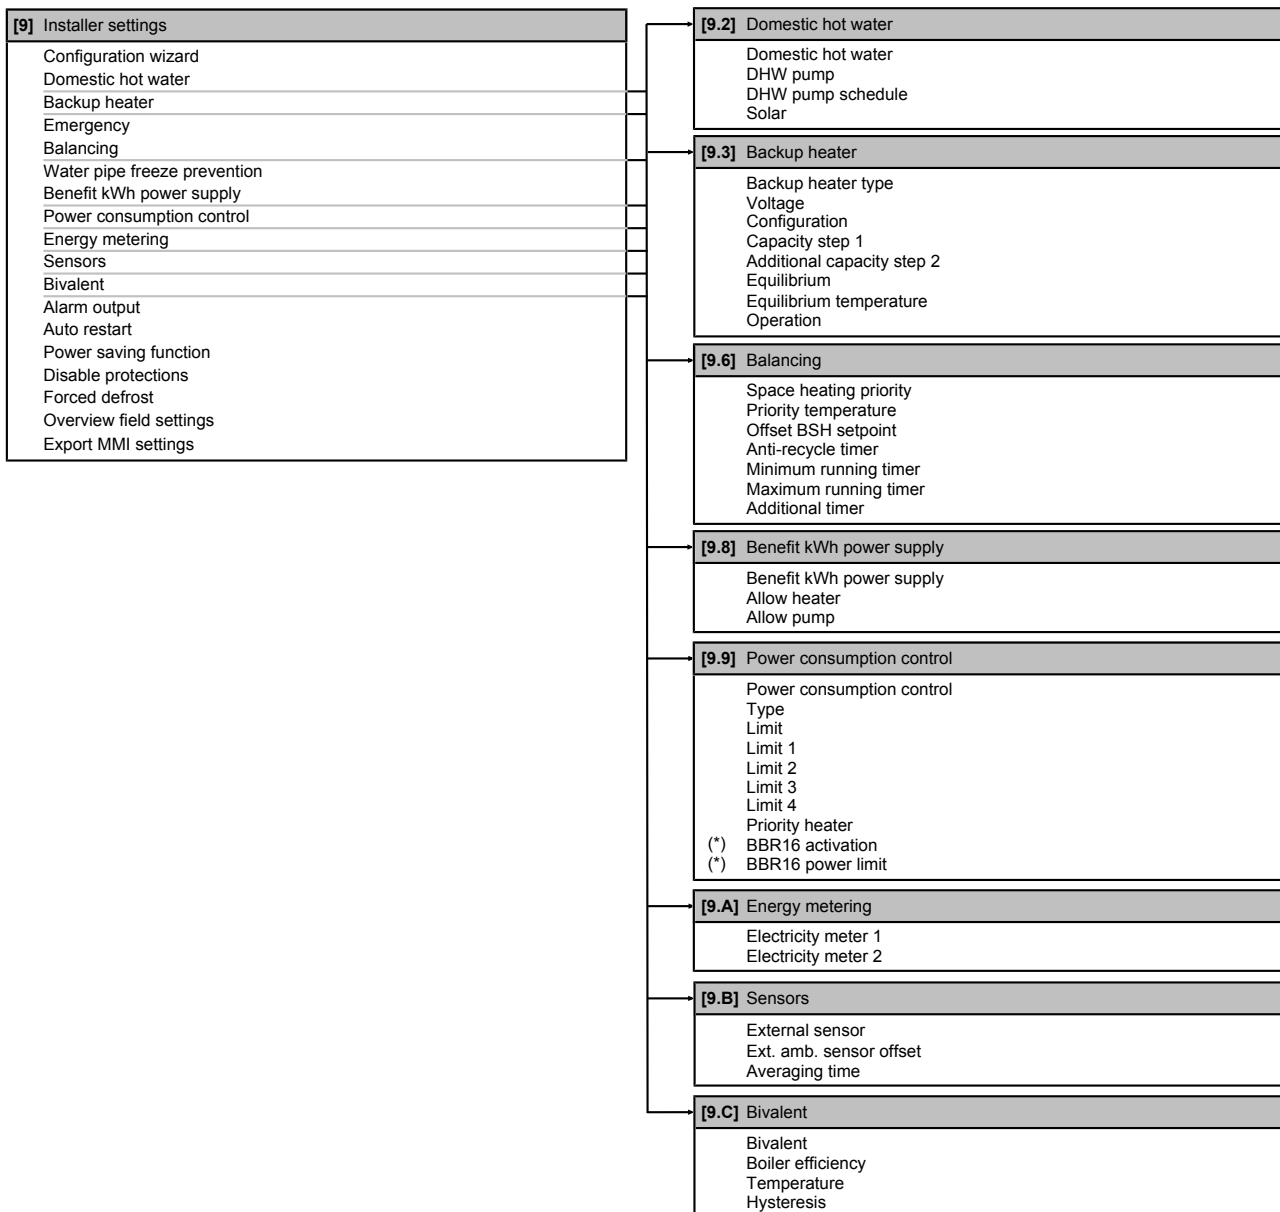 [9] Installer settings
Configuration wizard
Domestic hot water
Backup heater
Emergency
Balancing
Water pipe freeze prevention
Benefit kWh power supply
Power consumption control
Energy metering
Sensors
Bivalent
Alarm output
Auto restart
Power saving function
Disable protections
Forced defrost
Overview field settings
Export MMI settings
[9.2] Domestic hot water
Domestic hot water
DHW pump
DHW pump schedule
Solar
[9.3] Backup heater
Backup heater type
Voltage
Configuration
Capacity step 1
Additional capacity step 2
Equilibrium
Equilibrium temperature
Operation
[9.6] Balancing
Space heating priority
Priority temperature
Offset BSH setpoint
Anti-recycle timer
Minimum running timer
Maximum running timer
Additional timer
[9.8] Benefit kWh power supply
Benefit kWh power supply
Allow heater
Allow pump
[9.9] Power consumption control
Power consumption control
Type
Limit
Limit 1
Limit 2
Limit 3
Limit 4
Priority heater
(*) BBR16 activation
(*) BBR16 power limit
[9.A] Energy metering
Electricity meter 1
Electricity meter 2
[9.B] Sensors
External sensor
Ext. amb. sensor offset
Averaging time
[9.C] Bivalent
Bivalent
Boiler efficiency
Temperature
Hysteresis